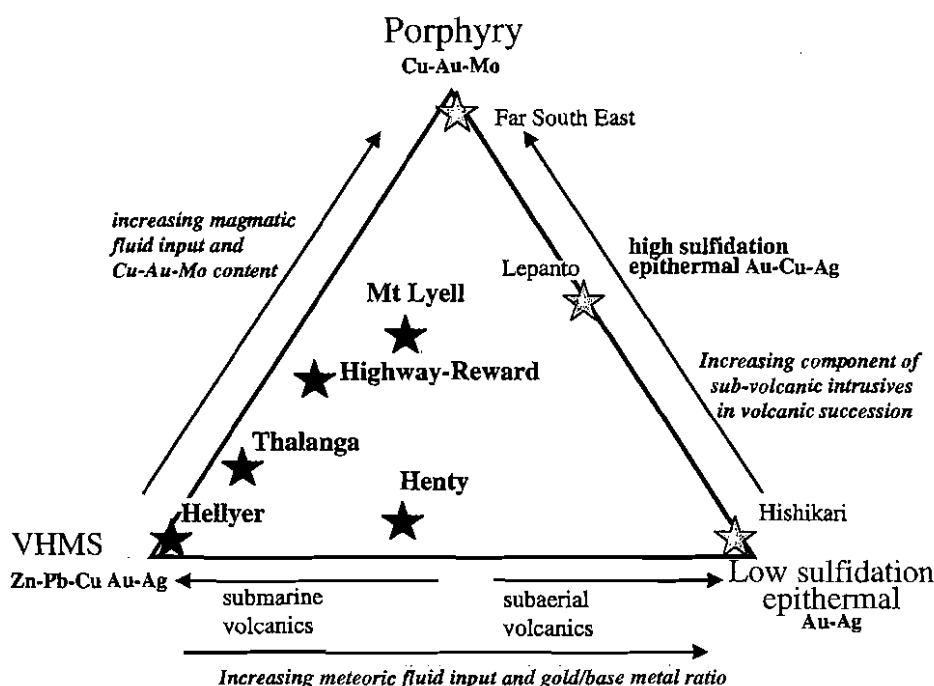 Porphyry
Cu-Au-Mo
Far South East
increasing magmatic
fluid input and
Cu-Au-Mo content
high sulfidation
epithermal Au-Cu-Ag
Lepanto
Mt Lyell
Highway-Reward
Increasing component of
sub-volcanic intrusives
in volcanic succession
Thalanga
Henty
Hellyer
Hishikari
VHMS
Zn-Pb-Cu Au-Ag
Low sulfidation
epithermal
Au-Ag
submarine
volcanics
subaerial
volcanics
Increasing meteoric fluid input and gold/base metal ratio